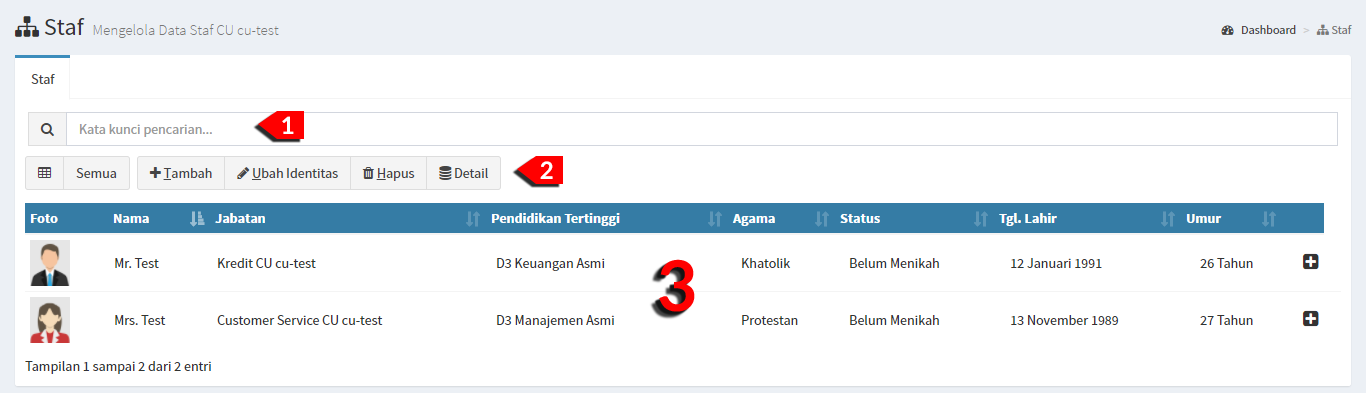 Staf Mengelola Data Staf CU cu-test
Dashboard > Staf
Staf
Kata kunci pencarian...
1
Semua Tambah Ubah Identitas Hapus Detail
2
Foto Nama Jabatan Pendidikan Tertinggi Agama Status Tgl. Lahir Umur
Mr. Test Kredit CU cu-test D3 Keuangan Asmi Khatolik Belum Menikah 12 Januari 1991 26 Tahun
3
Mrs. Test Customer Service CU cu-test D3 Manajemen Asmi Protestan Belum Menikah 13 November 1989 27 Tahun
Tampilan 1 sampai 2 dari 2 entri